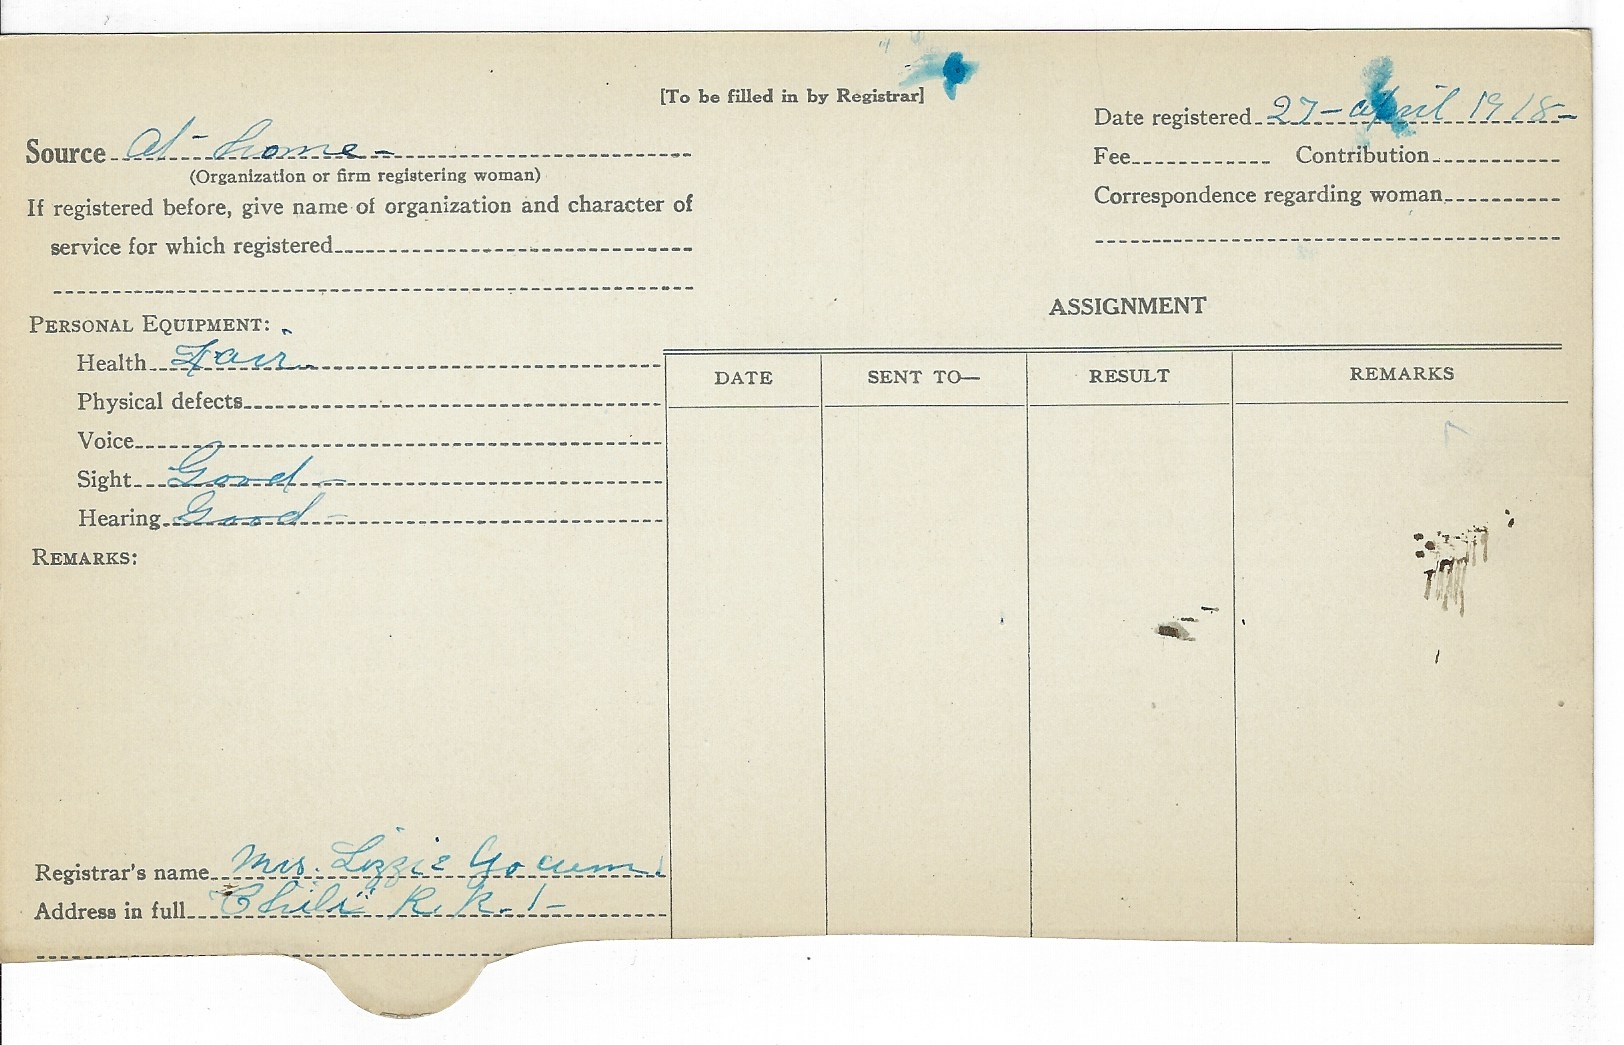 [To be filled in by Registrar]
Date registered 27 - april 1918 -
Source At - home -
Fee Contribution
(Organization or firm registering woman)
Correspondence regarding woman
If registered before, give name of organization and character of
service for which registered
ASSIGNMENT
PERSONAL EQUIPMENT:
Health Fair
DATE SENT TO— RESULT REMARKS
Physical defects
Voice
Sight Good -
Hearing Good -
REMARKS:
Registrar's name Mrs. Lizzie Yocum
Address in full Chili R. R. 1 -